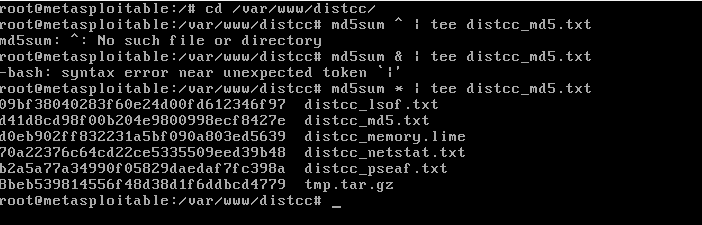 root@metasploitable:/# cd /var/www/distcc/
root@metasploitable:/var/www/distcc# md5sum ^ | tee distcc_md5.txt
md5sum: ^: No such file or directory
root@metasploitable:/var/www/distcc# md5sum & | tee distcc_md5.txt
-bash: syntax error near unexpected token `|'
root@metasploitable:/var/www/distcc# md5sum * | tee distcc_md5.txt
09bf38040283f60e24d00fd612346f97  distcc_lsof.txt
d41d8cd98f00b204e9800998ecf8427e  distcc_md5.txt
d0eb902ff832231a5bf090a803ed5639  distcc_memory.lime
70a22376c64cd22ce5335509eed39b48  distcc_netstat.txt
b2a5a77a34990f05829daedaf7fc398a  distcc_pseaf.txt
8beb539814556f48d38d1f6ddbcd4779  tmp.tar.gz
root@metasploitable:/var/www/distcc# _